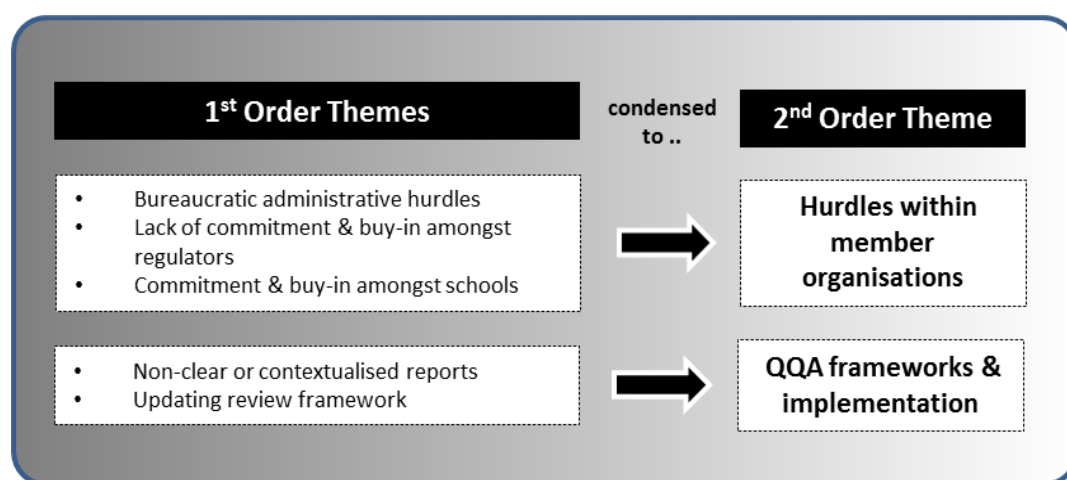 1st Order Themes
condensed
to ..
2nd Order Theme
• Bureaucratic administrative hurdles
• Lack of commitment & buy-in amongst
regulators
• Commitment & buy-in amongst schools
Hurdles within
member
organisations
• Non-clear or contextualised reports
• Updating review framework
QQA frameworks &
implementation